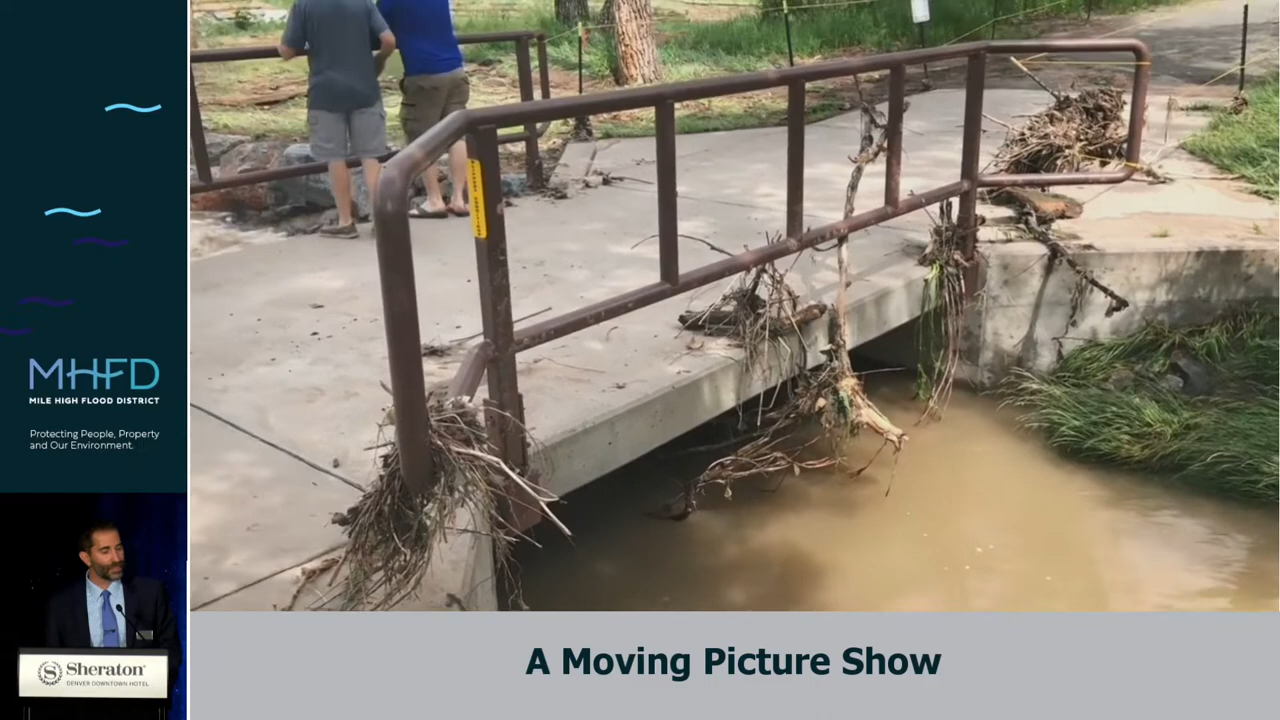 MHFD
MILE HIGH FLOOD DISTRICT
Protecting People, Property
and Our Environment.
S
Sheraton®
DENVER DOWNTOWN HOTEL
A Moving Picture Show